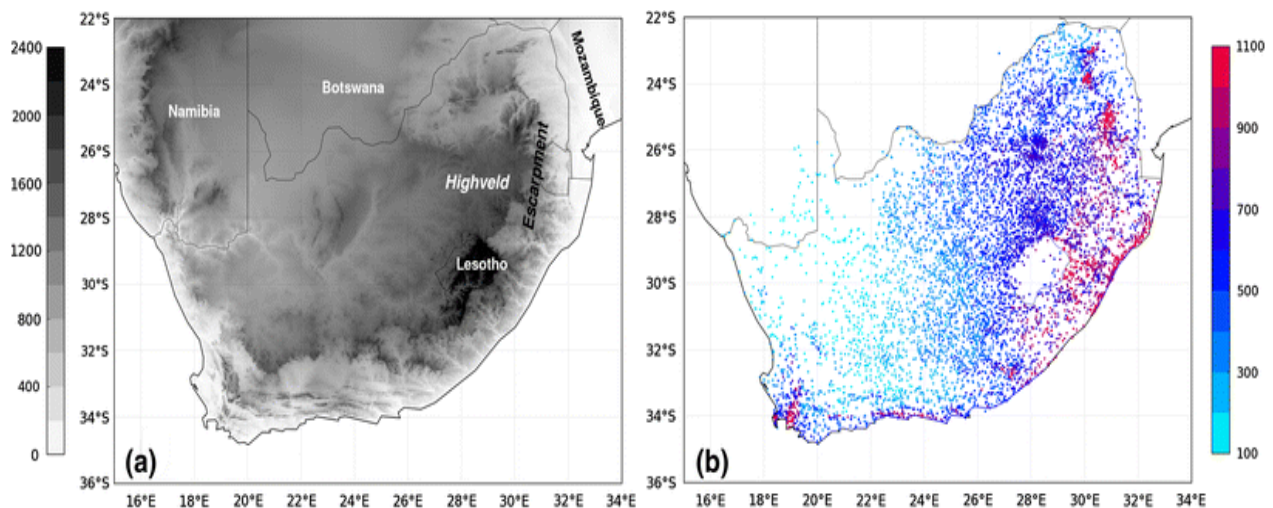 2400
2000
1600
1200
800
400
0
22°S
24°S
26°S
28°S
30°S
32°S
34°S
36°S
16°E 18°E 20°E 22°E 24°E 26°E 28°E 30°E 32°E 34°E
Namibia
Botswana
Mozambique
Highveld
Escarpment
Lesotho
(a)
22°S
24°S
26°S
28°S
30°S
32°S
34°S
36°S
16°E 18°E 20°E 22°E 24°E 26°E 28°E 30°E 32°E 34°E
(b)
1100
900
700
500
300
100